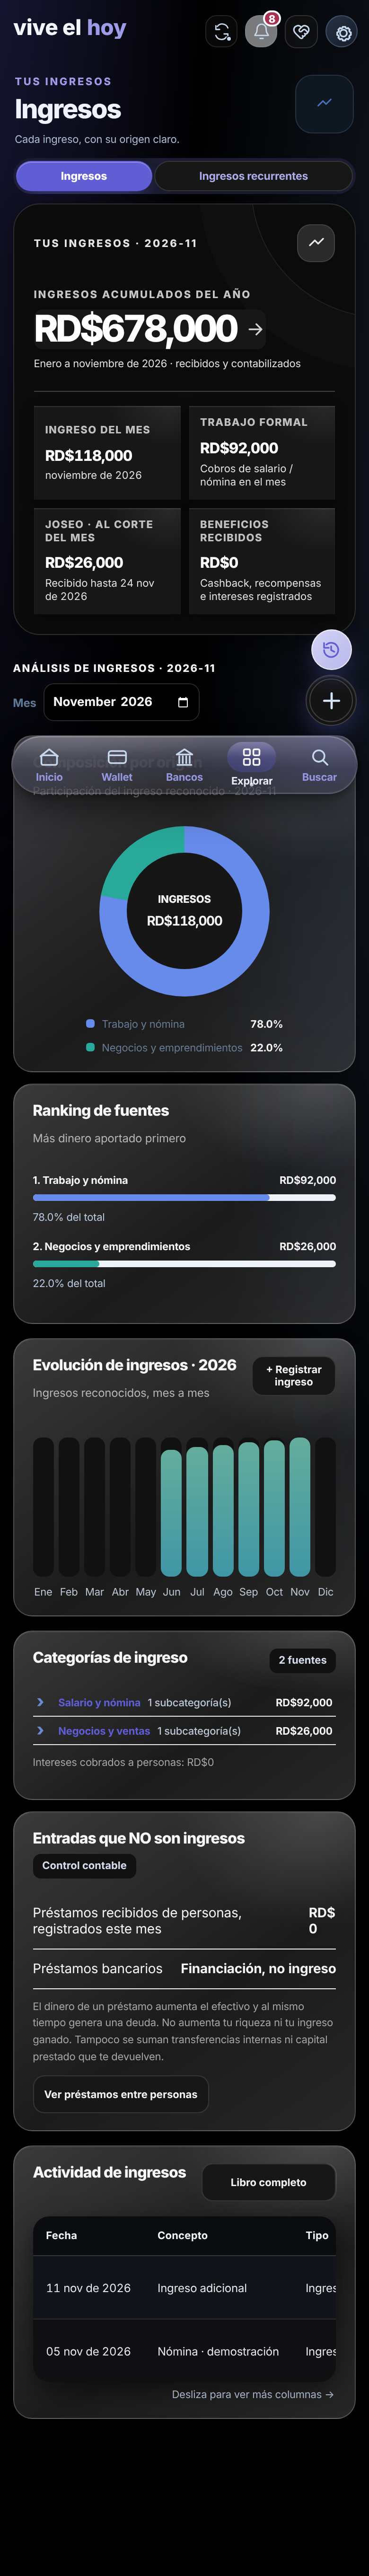 vive el hoy
8
TUS INGRESOS
Ingresos
Cada ingreso, con su origen claro.
Ingresos
Ingresos recurrentes
TUS INGRESOS · 2026-11
INGRESOS ACUMULADOS DEL AÑO
RD$678,000 →
Enero a noviembre de 2026 · recibidos y contabilizados
INGRESO DEL MES
RD$118,000
noviembre de 2026
TRABAJO FORMAL
RD$92,000
Cobros de salario /
nómina en el mes
JOSEO · AL CORTE
DEL MES
RD$26,000
Recibido hasta 24 nov
de 2026
BENEFICIOS
RECIBIDOS
RD$0
Cashback, recompensas
e intereses registrados
ANÁLISIS DE INGRESOS · 2026-11
Mes
November 2026
Inicio
Wallet
Bancos
Explorar
Buscar
Participación del ingreso reconocido · 2026-11
INGRESOS
RD$118,000
Trabajo y nómina 78.0%
Negocios y emprendimientos 22.0%
Ranking de fuentes
Más dinero aportado primero
1. Trabajo y nómina RD$92,000
78.0% del total
2. Negocios y emprendimientos RD$26,000
22.0% del total
Evolución de ingresos · 2026
Ingresos reconocidos, mes a mes
+ Registrar
ingreso
Ene Feb Mar Abr May Jun Jul Ago Sep Oct Nov Dic
Categorías de ingreso
2 fuentes
Salario y nómina 1 subcategoría(s) RD$92,000
Negocios y ventas 1 subcategoría(s) RD$26,000
Intereses cobrados a personas: RD$0
Entradas que NO son ingresos
Control contable
Préstamos recibidos de personas,
registrados este mes
RD$
0
Préstamos bancarios Financiación, no ingreso
El dinero de un préstamo aumenta el efectivo y al mismo
tiempo genera una deuda. No aumenta tu riqueza ni tu ingreso
ganado. Tampoco se suman transferencias internas ni capital
prestado que te devuelven.
Ver préstamos entre personas
Actividad de ingresos
Libro completo
Fecha Concepto Tipo
11 nov de 2026 Ingreso adicional Ingres
05 nov de 2026 Nómina · demostración Ingres
Desliza para ver más columnas →